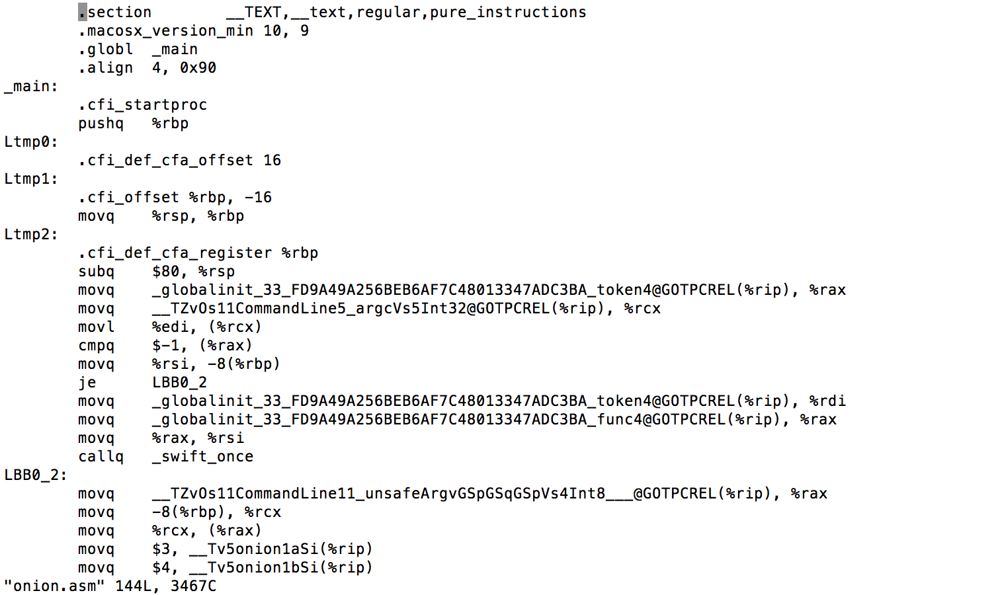 .section __TEXT,__text,regular,pure_instructions
.macosx_version_min 10, 9
.globl _main
.align 4, 0x90
_main:
.cfi_startproc
pushq %rbp
Ltmp0:
.cfi_def_cfa_offset 16
Ltmp1:
.cfi_offset %rbp, -16
movq %rsp, %rbp
Ltmp2:
.cfi_def_cfa_register %rbp
subq $80, %rsp
movq _globalinit_33_FD9A49A256BEB6AF7C48013347ADC3BA_token4@GOTPCREL(%rip), %rax
movq __TZvOs11CommandLine5_argcVs5Int32@GOTPCREL(%rip), %rcx
movl %edi, (%rcx)
cmpq $-1, (%rax)
movq %rsi, -8(%rbp)
je LBB0_2
movq _globalinit_33_FD9A49A256BEB6AF7C48013347ADC3BA_token4@GOTPCREL(%rip), %rdi
movq _globalinit_33_FD9A49A256BEB6AF7C48013347ADC3BA_func4@GOTPCREL(%rip), %rax
movq %rax, %rsi
callq _swift_once
LBB0_2:
movq __TZvOs11CommandLine11_unsafeArgvGSpGSqGSpVs4Int8___@GOTPCREL(%rip), %rax
movq -8(%rbp), %rcx
movq %rcx, (%rax)
movq $3, __Tv5onion1aSi(%rip)
movq $4, __Tv5onion1bSi(%rip)
"onion.asm" 144L, 3467C